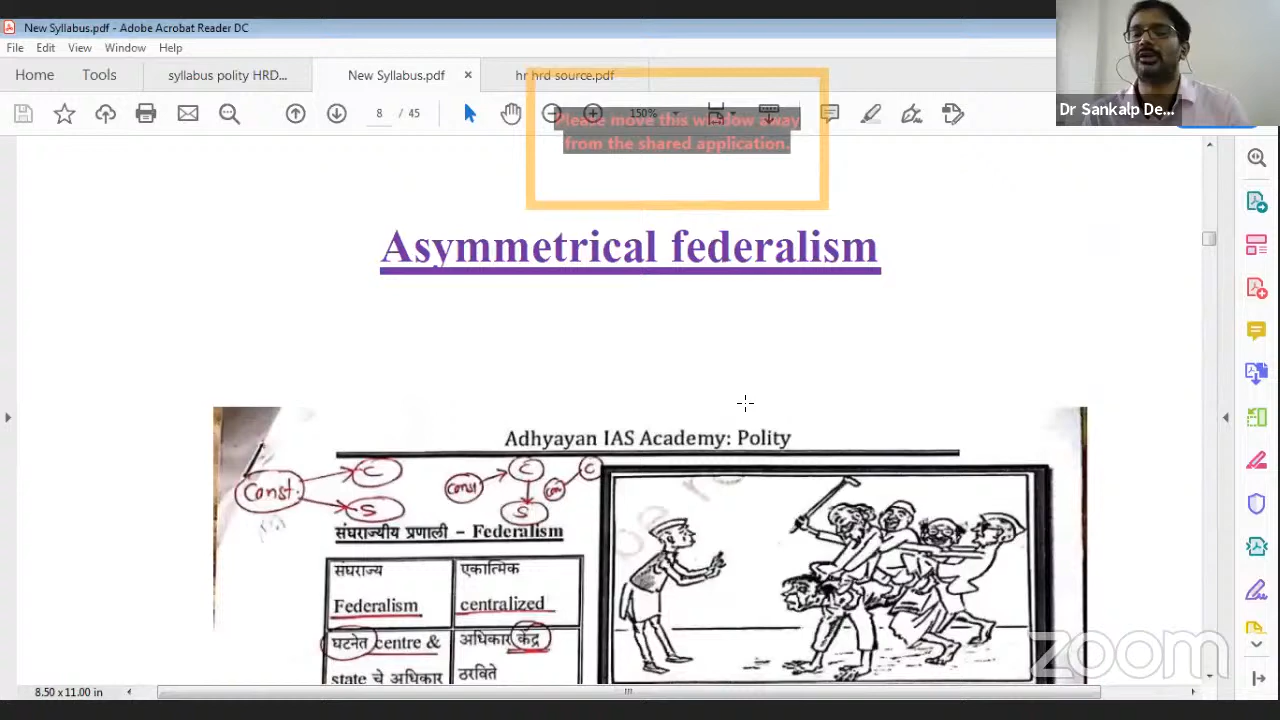 New Syllabus.pdf - Adobe Acrobat Reader DC
File Edit View Window Help
Home Tools syllabus polity HRD... New Syllabus.pdf × hr hrd source.pdf
8 / 45 150%
Please move this window away
from the shared application.
Dr Sankalp De...
Asymmetrical federalism
Adhyayan IAS Academy: Polity
Const. C S
Const C S con C
संघराज्यीय प्रणाली – Federalism
संघराज्य एकात्मिक
Federalism centralized
घटनेत centre & अधिकार केंद्र
state चे अधिकार ठरविते
zoom
8.50 x 11.00 in